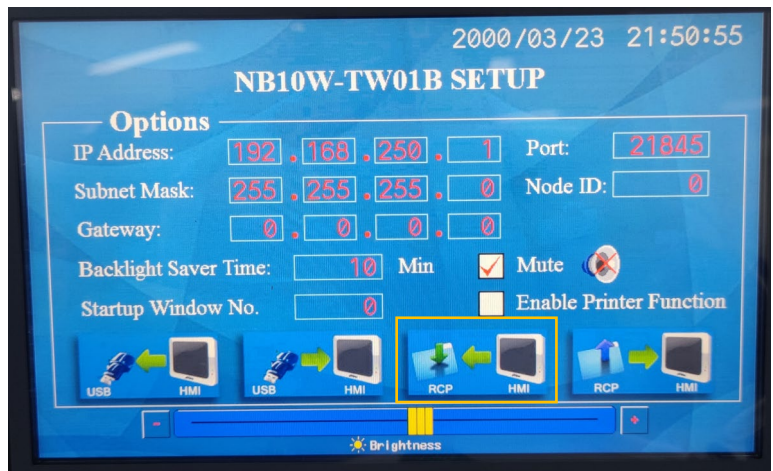 2000/03/23 21:50:55
NB10W-TW01B SETUP
Options
IP Address: 192 . 168 . 250 . 1 Port: 21845
Subnet Mask: 255 . 255 . 255 . 0 Node ID: 0
Gateway: 0 . 0 . 0 . 0
Backlight Saver Time: 10 Min Mute
Startup Window No. 0 Enable Printer Function
USB HMI USB HMI RCP HMI RCP HMI
- +
Brightness